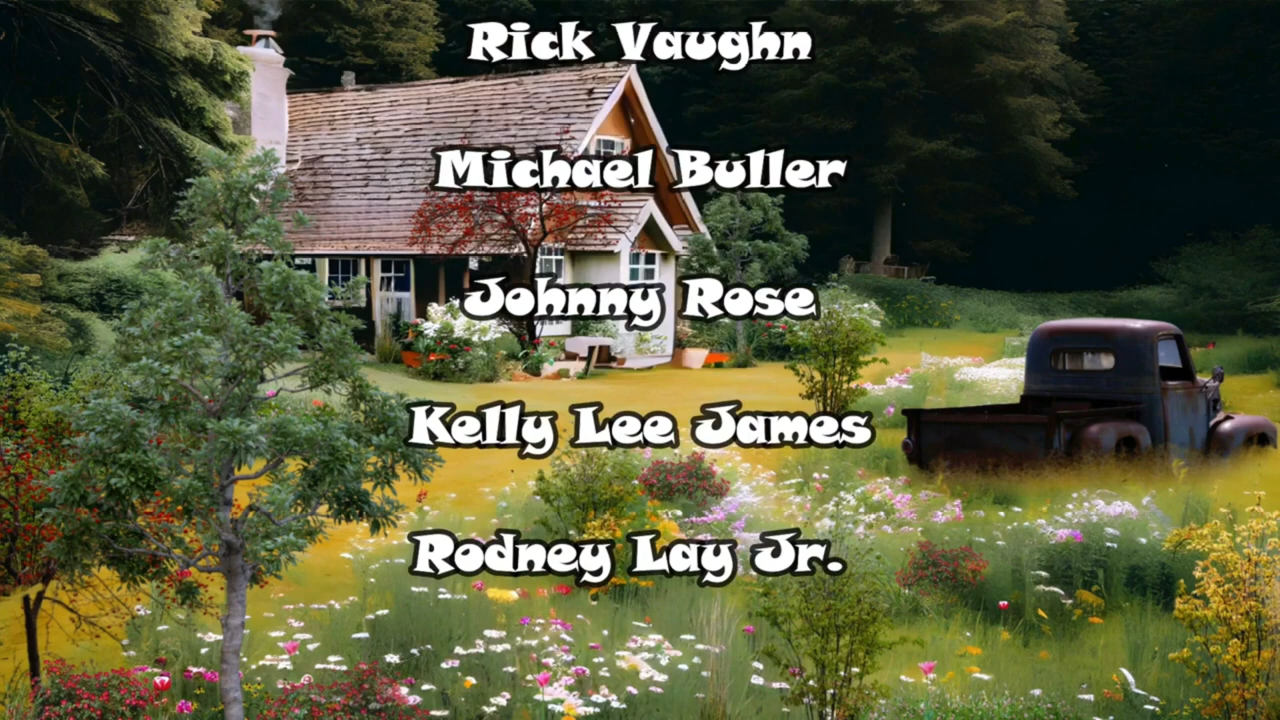 Rick Vaughn
Michael Buller
Johnny Rose
Kelly Lee James
Rodney Lay Jr.